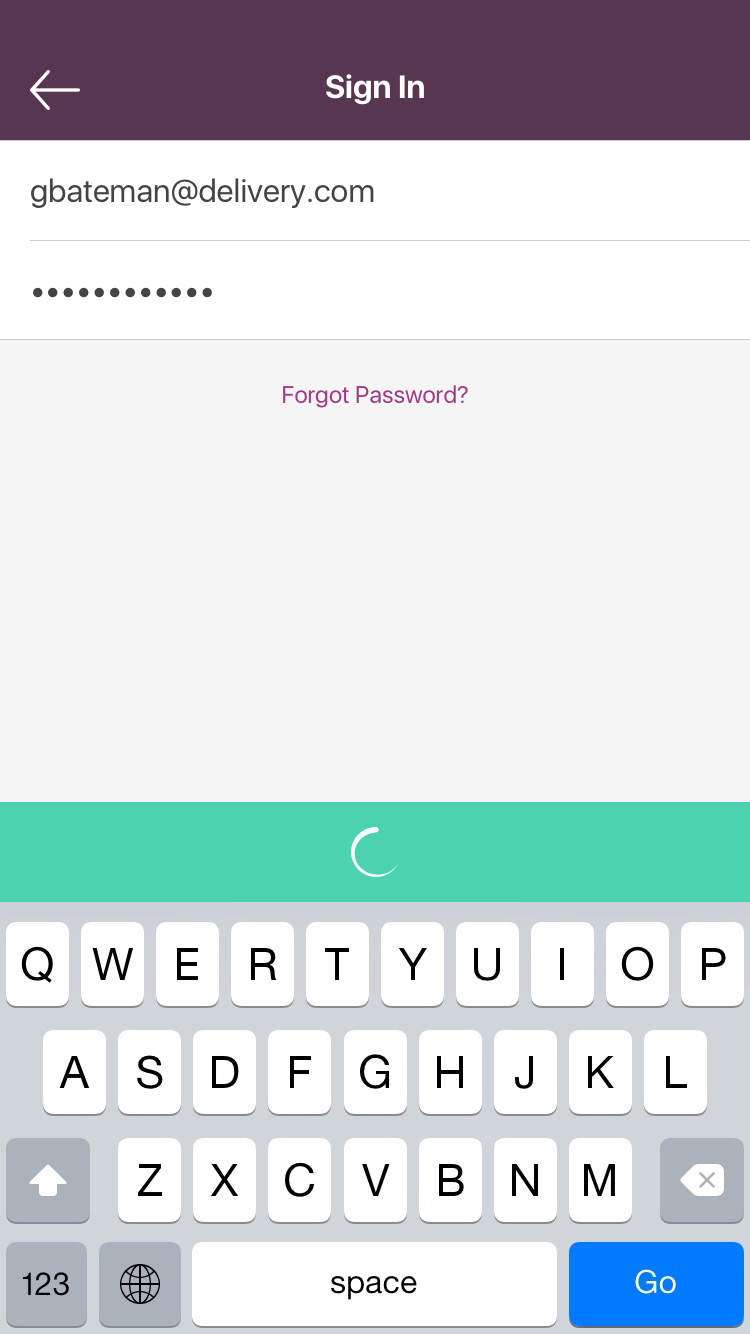 Sign In
gbateman@delivery.com
••••••••••••
Forgot Password?
Q W E R T Y U I O P
A S D F G H J K L
Z X C V B N M
123 space Go